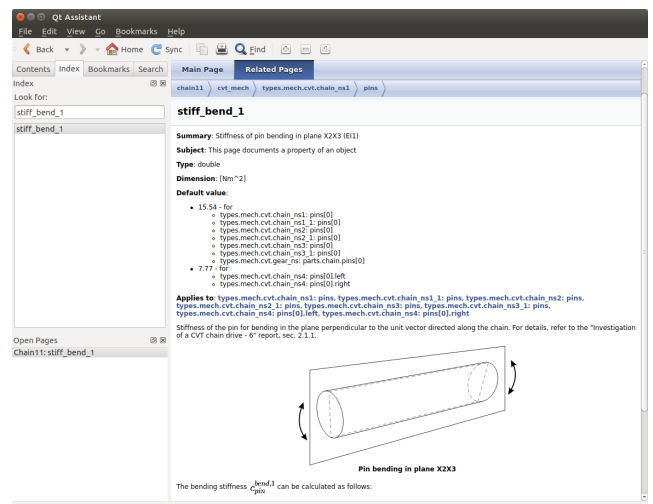 Qt Assistant
File Edit View Go Bookmarks Help
Back Home Sync Find
Contents Index Bookmarks Search
Index
Look for:
stiff_bend_1
stiff_bend_1
Open Pages
Chain11: stiff_bend_1
Main Page Related Pages
chain11 cvt_mech types.mech.cvt.chain_ns1 pins
stiff_bend_1
Summary: Stiffness of pin bending in plane X2X3 (EI1)
Subject: This page documents a property of an object
Type: double
Dimension: [Nm^2]
Default value:
• 15.54 - for
types.mech.cvt.chain_ns1: pins[0]
types.mech.cvt.chain_ns1_1: pins[0]
types.mech.cvt.chain_ns2: pins[0]
types.mech.cvt.chain_ns2_1: pins[0]
types.mech.cvt.chain_ns3: pins[0]
types.mech.cvt.chain_ns3_1: pins[0]
types.mech.cvt.gear_ns: parts.chain.pins[0]
• 7.77 - for
types.mech.cvt.chain_ns4: pins[0].left
types.mech.cvt.chain_ns4: pins[0].right
Applies to: types.mech.cvt.chain_ns1: pins, types.mech.cvt.chain_ns1_1: pins, types.mech.cvt.chain_ns2: pins,
types.mech.cvt.chain_ns2_1: pins, types.mech.cvt.chain_ns3: pins, types.mech.cvt.chain_ns3_1: pins,
types.mech.cvt.chain_ns4: pins[0].left, types.mech.cvt.chain_ns4: pins[0].right
Stiffness of the pin for bending in the plane perpendicular to the unit vector directed along the chain. For details, refer to the "Investigation
of a CVT chain drive - 6" report, sec. 2.1.1.
Pin bending in plane X2X3
The bending stiffness c_{pin}^{bend,1} can be calculated as follows: